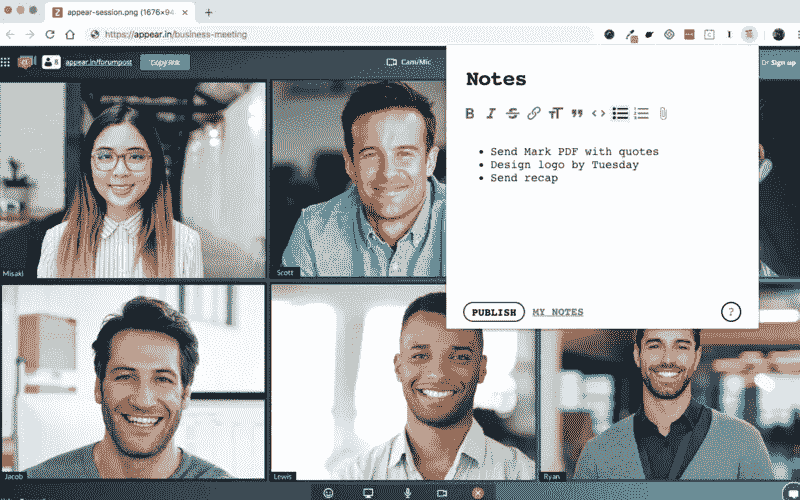 appear-session.png (1676×94
https://appear.in/business-meeting
8
appear.in/forumpost
Copy link
Cam/Mic
Or Sign up
Notes
B I S
Send Mark PDF with quotes
Design logo by Tuesday
Send recap
PUBLISH
MY NOTES
?
Misaki
Scott
Jacob
Lewis
Ryan